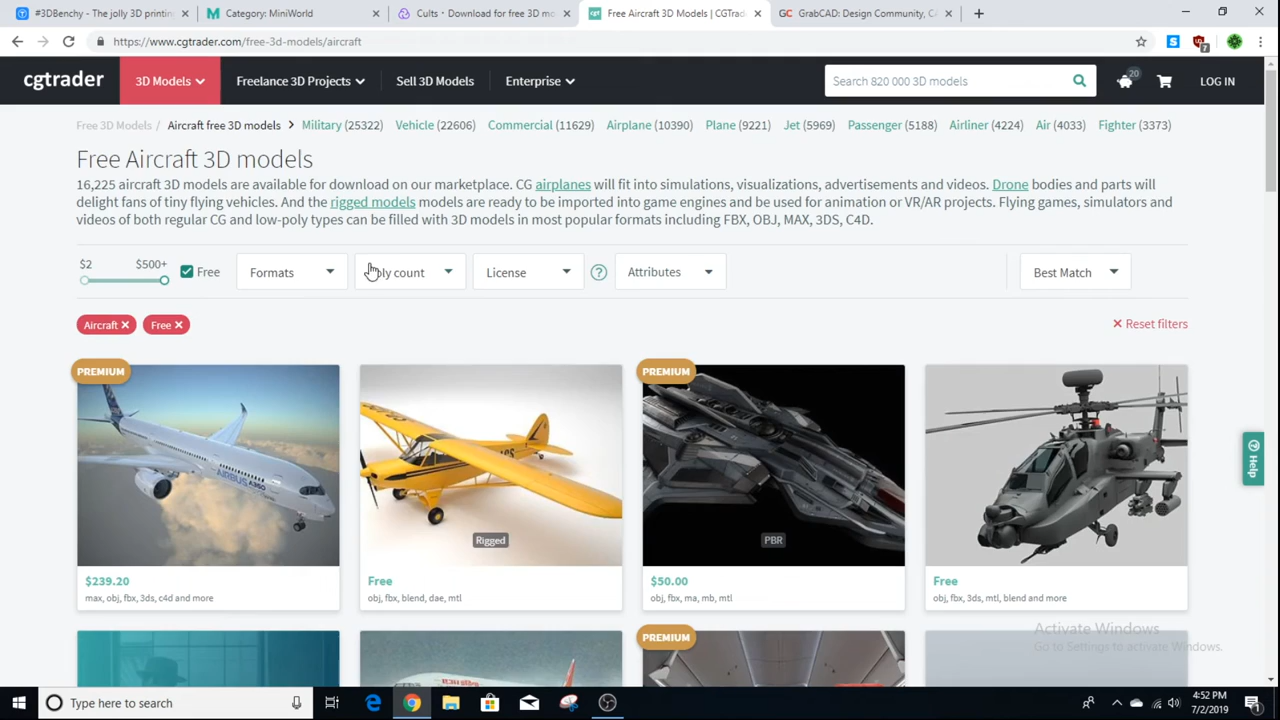 #3DBenchy - The jolly 3D printing
Category: MiniWorld
Cults・Download for free 3D mo
Free Aircraft 3D Models | CGTrad
GrabCAD: Design Community, CA
https://www.cgtrader.com/free-3d-models/aircraft
7
cgtrader
3D Models
Freelance 3D Projects
Sell 3D Models
Enterprise
Search 820 000 3D models
20
LOG IN
Free 3D Models / Aircraft free 3D models
Military (25322)
Vehicle (22606)
Commercial (11629)
Airplane (10390)
Plane (9221)
Jet (5969)
Passenger (5188)
Airliner (4224)
Air (4033)
Fighter (3373)
Free Aircraft 3D models
16,225 aircraft 3D models are available for download on our marketplace. CG airplanes will fit into simulations, visualizations, advertisements and videos. Drone bodies and parts will
delight fans of tiny flying vehicles. And the rigged models models are ready to be imported into game engines and be used for animation or VR/AR projects. Flying games, simulators and
videos of both regular CG and low-poly types can be filled with 3D models in most popular formats including FBX, OBJ, MAX, 3DS, C4D.
$2
$500+
Free
Formats
ly count
License
Attributes
Best Match
Aircraft
Free
Reset filters
PREMIUM
AIRBUS A350
$239.20
max, obj, fbx, 3ds, c4d and more
Rigged
Free
obj, fbx, blend, dae, mtl
PREMIUM
PBR
$50.00
obj, fbx, ma, mb, mtl
Free
obj, fbx, 3ds, mtl, blend and more
PREMIUM
Help
Activate Windows
Go to Settings to activate Windows.
Type here to search
4:52 PM
7/2/2019
1